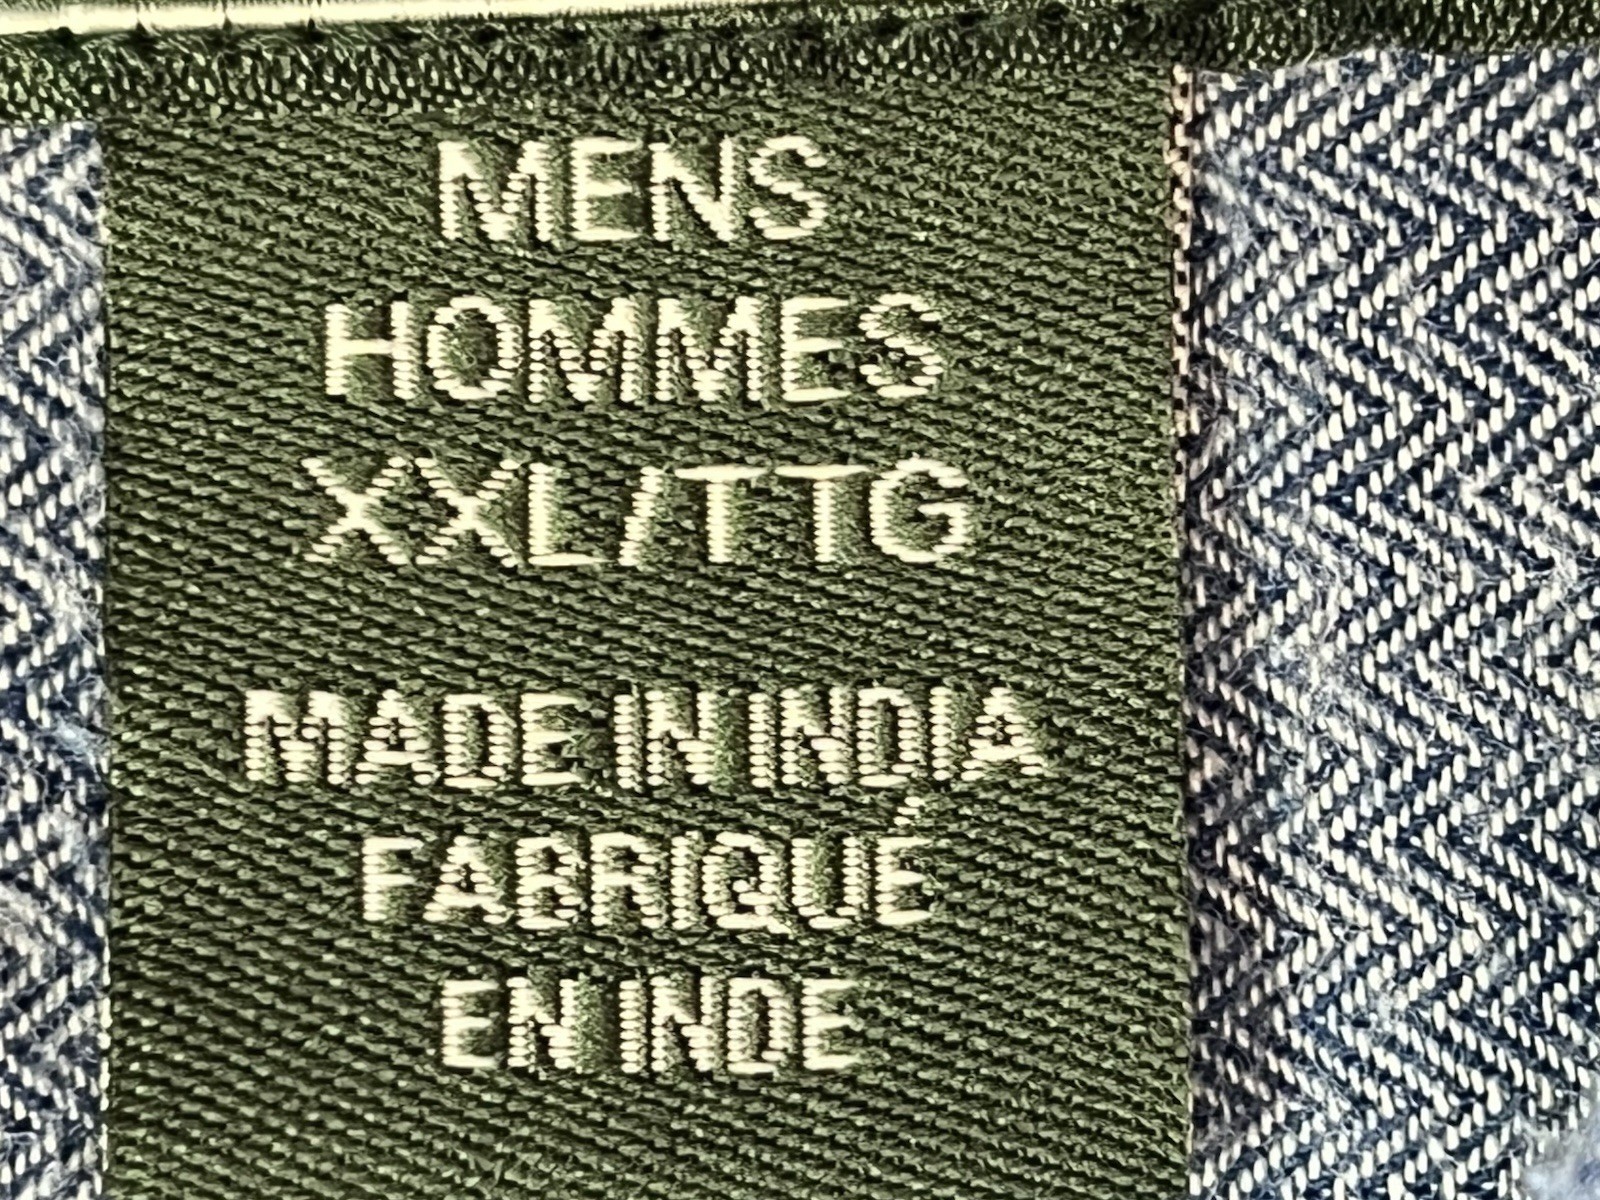 MENS
HOMMES
XXL/TTG
MADE IN INDIA
FABRIQUÉ
EN INDE